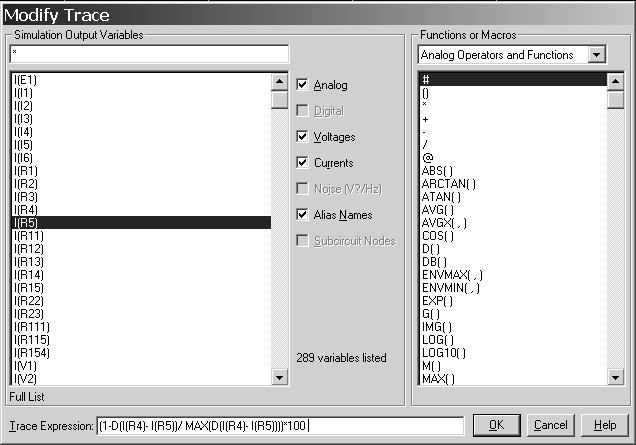 Modify Trace
Simulation Output Variables
*
I(E1)
I(I1)
I(I2)
I(I3)
I(I4)
I(I5)
I(I6)
I(R1)
I(R2)
I(R3)
I(R4)
I(R5)
I(R11)
I(R12)
I(R13)
I(R14)
I(R15)
I(R22)
I(R23)
I(R111)
I(R115)
I(R154)
I(V1)
I(V2)
Full List
Analog
Digital
Voltages
Currents
Noise (V?/Hz)
Alias Names
Subcircuit Nodes
289 variables listed
Functions or Macros
Analog Operators and Functions
#
()
*
+
-
/
@
ABS( )
ARCTAN( )
ATAN( )
AVG( )
AVGX( , )
COS( )
D( )
DB( )
ENVMAX( , )
ENVMIN( , )
EXP( )
G( )
IMG( )
LOG( )
LOG10( )
M( )
MAX( )
Trace Expression: (1-D(I(R4)- I(R5))/ MAX(D(I(R4)- I(R5))))*100
OK Cancel Help